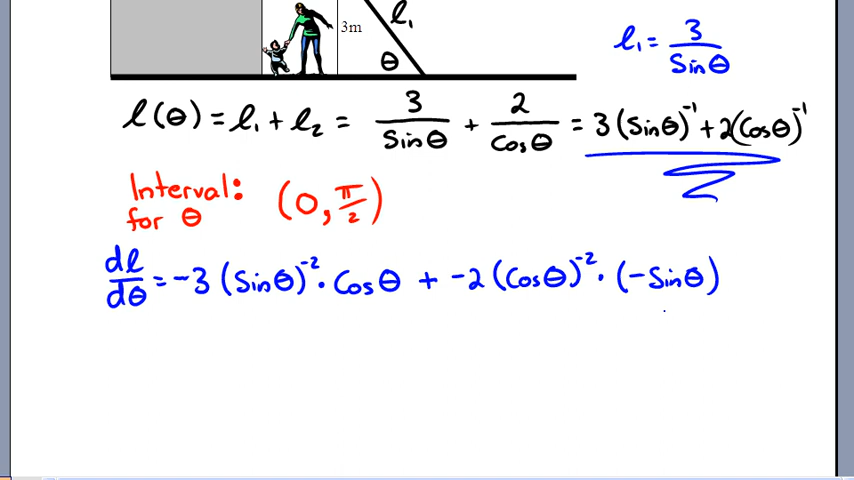 3m
l₁
θ
l₁ = 3/Sinθ
l(θ) = l₁ + l₂ = 3/Sinθ + 2/Cosθ = 3(Sinθ)⁻¹ + 2(Cosθ)⁻¹
Interval:
for θ (0, π/2)
dl/dθ = -3(Sinθ)⁻² · Cosθ + -2(Cosθ)⁻² · (-Sinθ)